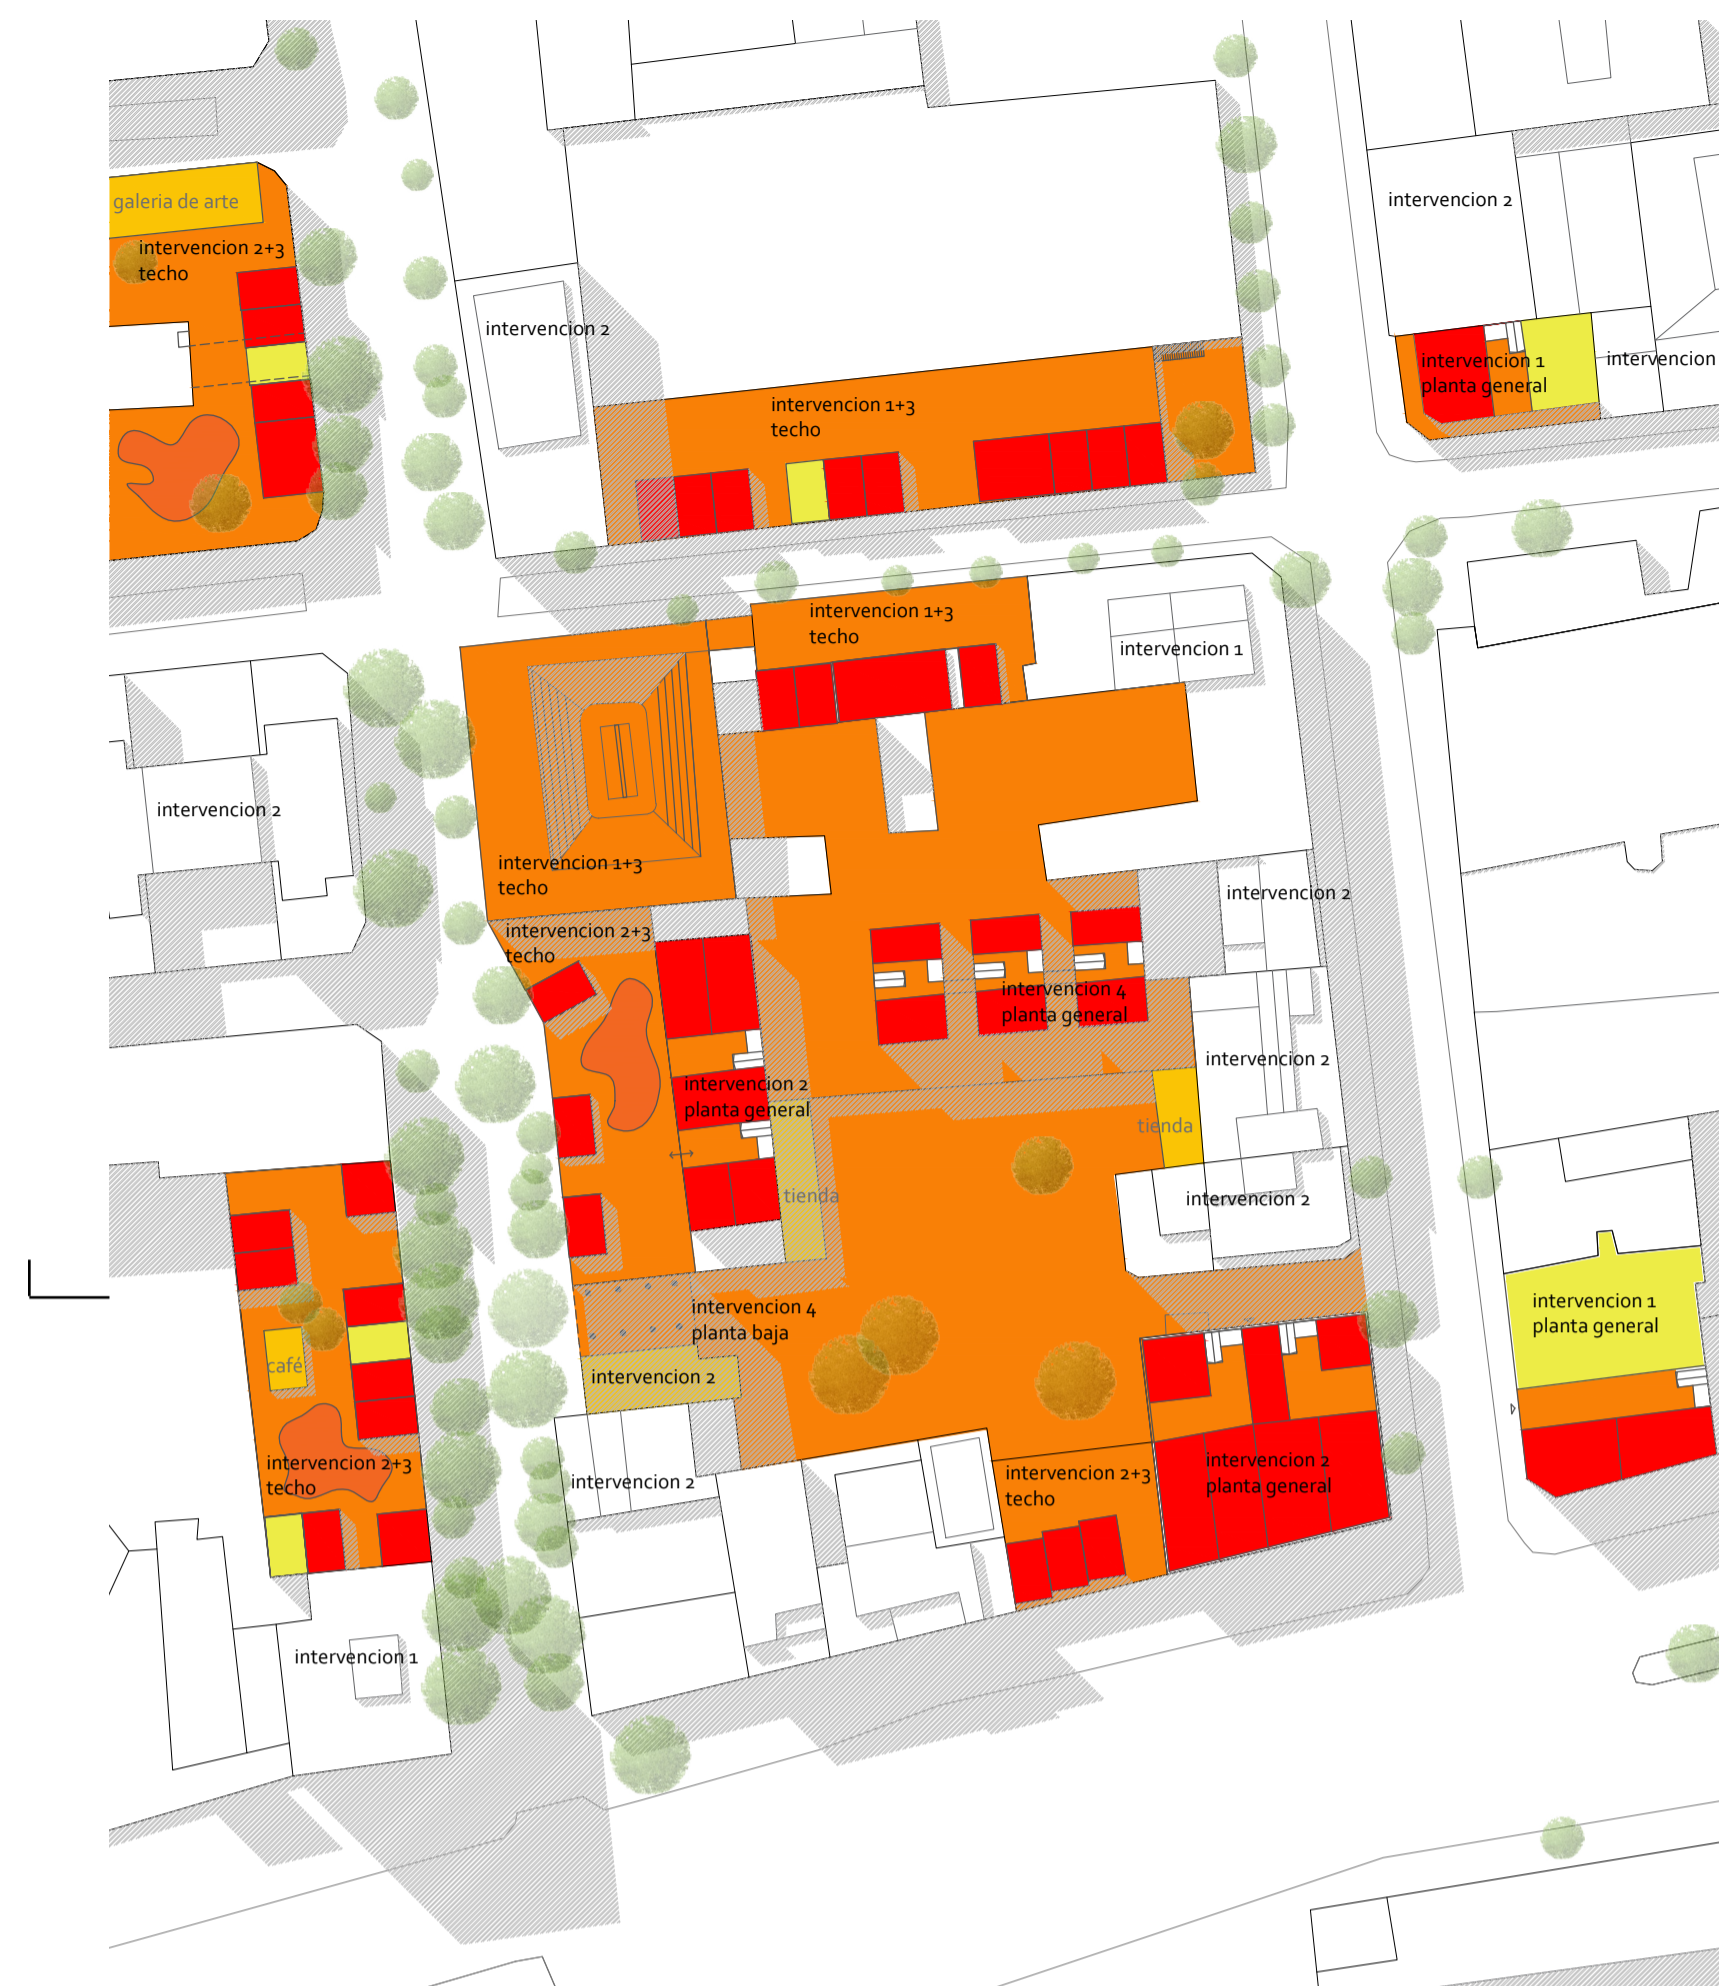 galeria de arte
intervencion 2+3
techo
intervencion 2
intervencion 2
intervencion 1+3
techo
intervencion 1
planta general
intervencion
intervencion 1+3
techo
intervencion 1
intervencion 2
intervencion 1+3
techo
intervencion 2
intervencion 2+3
techo
intervencion 4
planta general
intervencion 2
intervencion 2
planta general
tienda
tienda
intervencion 2
intervencion 4
planta baja
intervencion 1
planta general
café
intervencion 2
intervencion 2+3
techo
intervencion 2
intervencion 2+3
techo
intervencion 2
planta general
intervencion 1